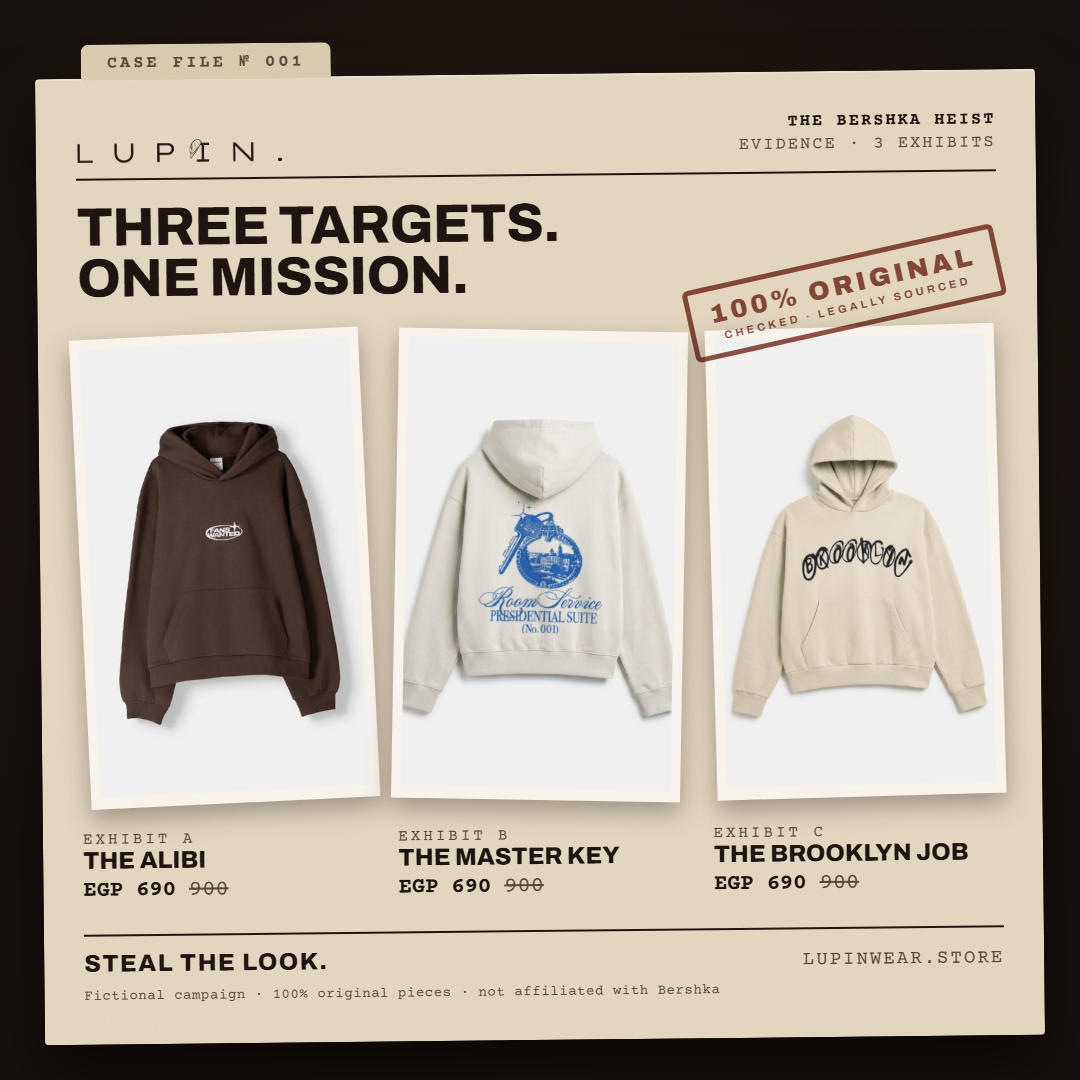 CASE FILE № 001
LUPIN.
THE BERSHKA HEIST
EVIDENCE · 3 EXHIBITS
THREE TARGETS.
ONE MISSION.
100% ORIGINAL
CHECKED · LEGALLY SOURCED
FANS
WANTED
Room Service
PRESIDENTIAL SUITE
(No. 001)
BROOKLYN
EXHIBIT A
THE ALIBI
EGP 690 900
EXHIBIT B
THE MASTER KEY
EGP 690 900
EXHIBIT C
THE BROOKLYN JOB
EGP 690 900
STEAL THE LOOK.
LUPINWEAR.STORE
Fictional campaign · 100% original pieces · not affiliated with Bershka